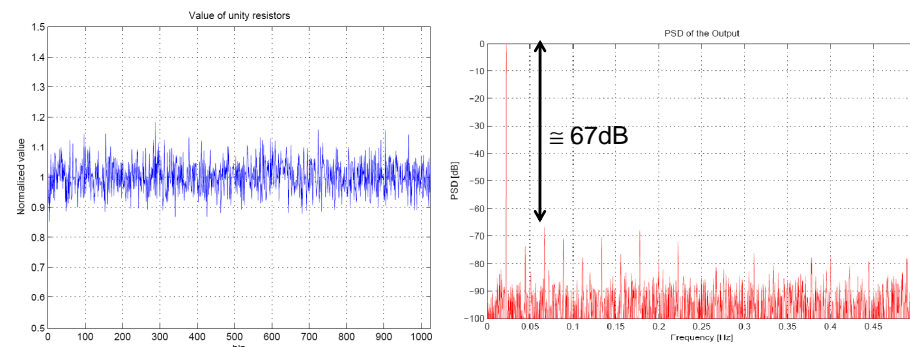 Value of unity resistors
1.5
1.4
1.3
1.2
1.1
1
0.9
0.8
0.7
0.6
0.5
Normalized value
0 100 200 300 400 500 600 700 800 900 1000
PSD of the Output
0
−10
−20
−30
−40
−50
−60
−70
−80
−90
−100
PSD [dB]
≅ 67dB
0 0.05 0.1 0.15 0.2 0.25 0.3 0.35 0.4 0.45
Frequency [Hz]